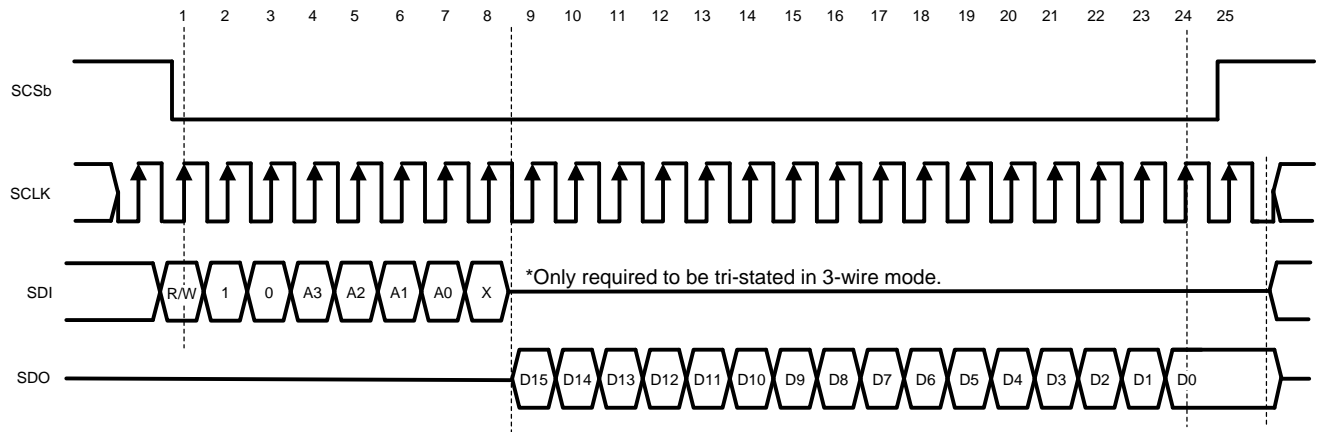 1 2 3 4 5 6 7 8 9 10 11 12 13 14 15 16 17 18 19 20 21 22 23 24 25
SCSb
SCLK
SDI R/W 1 0 A3 A2 A1 A0 X *Only required to be tri-stated in 3-wire mode.
SDO D15 D14 D13 D12 D11 D10 D9 D8 D7 D6 D5 D4 D3 D2 D1 D0